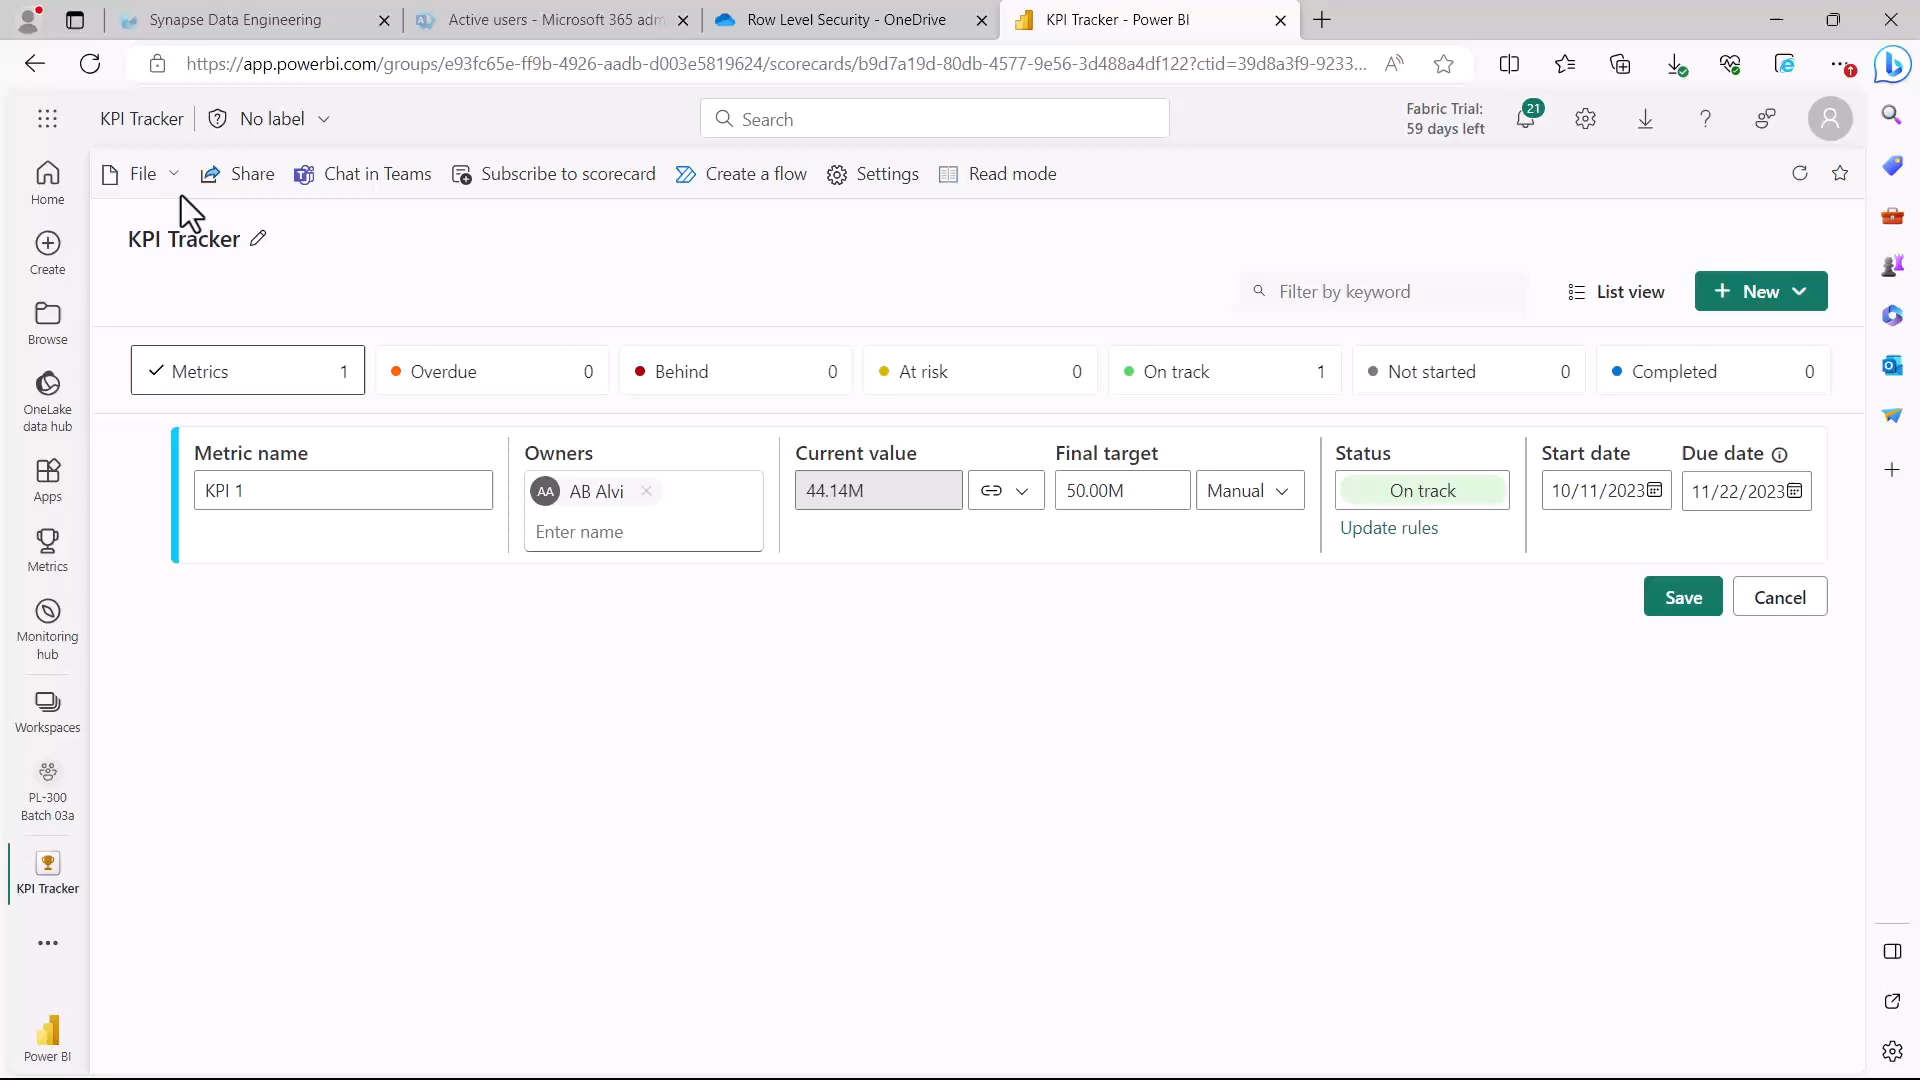 Synapse Data Engineering
Active users - Microsoft 365 adm
Row Level Security - OneDrive
KPI Tracker - Power BI
https://app.powerbi.com/groups/e93fc65e-ff9b-4926-aadb-d003e5819624/scorecards/b9d7a19d-80db-4577-9e56-3d488a4df122?ctid=39d8a3f9-9233...
KPI Tracker
No label
Search
Fabric Trial:
59 days left
21
File
Share
Chat in Teams
Subscribe to scorecard
Create a flow
Settings
Read mode
Home
Create
Browse
OneLake
data hub
Apps
Metrics
Monitoring
hub
Workspaces
PL-300
Batch 03a
KPI Tracker
Power BI
KPI Tracker
Filter by keyword
List view
New
Metrics 1
Overdue 0
Behind 0
At risk 0
On track 1
Not started 0
Completed 0
Metric name
Owners
Current value
Final target
Status
Start date
Due date
KPI 1
AA AB Alvi
Enter name
44.14M
50.00M
Manual
On track
Update rules
10/11/2023
11/22/2023
Save
Cancel